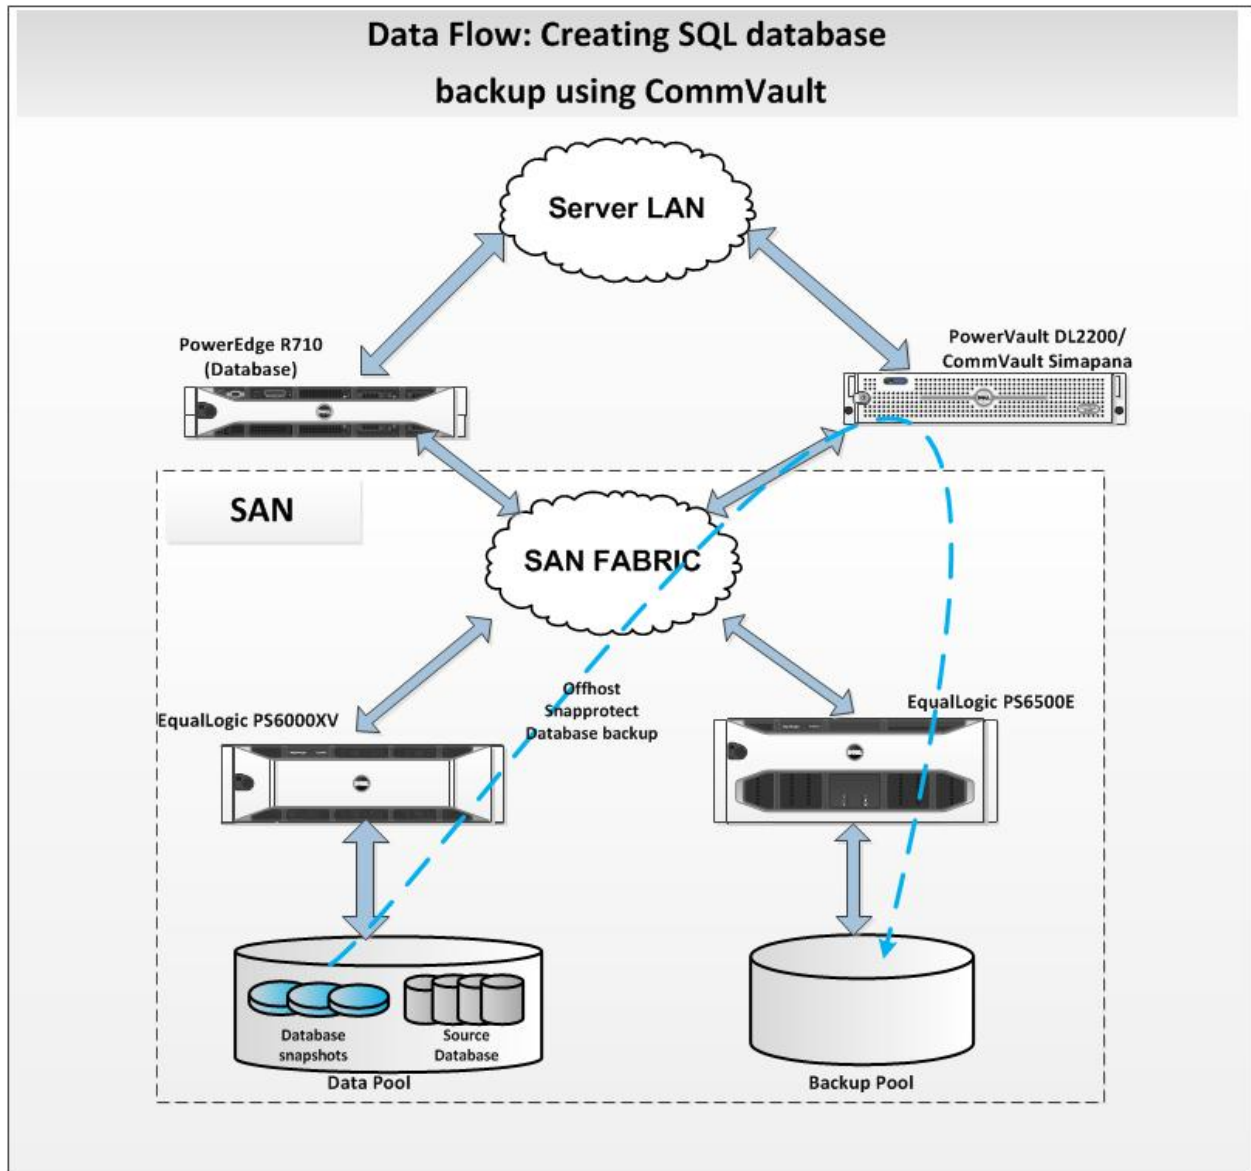 Data Flow: Creating SQL database
backup using CommVault
Server LAN
PowerEdge R710
(Database)
PowerVault DL2200/
CommVault Simapana
SAN
SAN FABRIC
Offhost
Snapprotect
Database backup
EqualLogic PS6000XV
EqualLogic PS6500E
Database
snapshots
Source
Database
Data Pool
Backup Pool